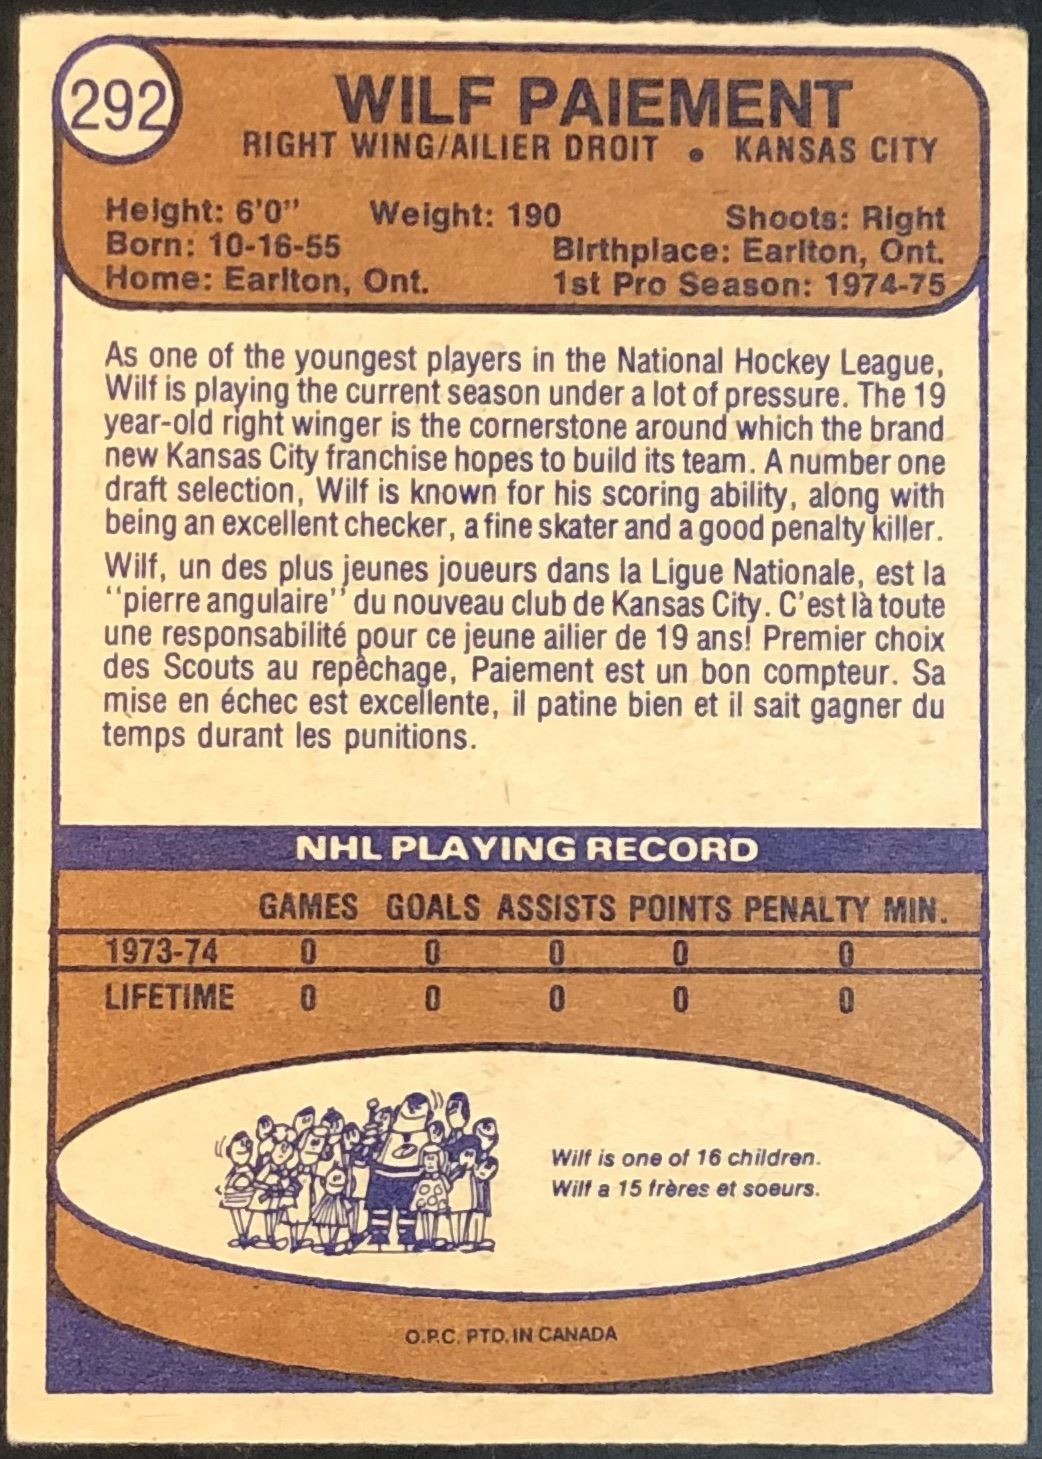 292
WILF PAIEMENT
RIGHT WING/AILIER DROIT • KANSAS CITY
Height: 6'0" Weight: 190 Shoots: Right
Born: 10-16-55 Birthplace: Earlton, Ont.
Home: Earlton, Ont. 1st Pro Season: 1974-75
As one of the youngest players in the National Hockey League,
Wilf is playing the current season under a lot of pressure. The 19
year-old right winger is the cornerstone around which the brand
new Kansas City franchise hopes to build its team. A number one
draft selection, Wilf is known for his scoring ability, along with
being an excellent checker, a fine skater and a good penalty killer.
Wilf, un des plus jeunes joueurs dans la Ligue Nationale, est la
"pierre angulaire" du nouveau club de Kansas City. C'est là toute
une responsabilité pour ce jeune ailier de 19 ans! Premier choix
des Scouts au repêchage, Paiement est un bon compteur. Sa
mise en échec est excellente, il patine bien et il sait gagner du
temps durant les punitions.
NHL PLAYING RECORD
GAMES GOALS ASSISTS POINTS PENALTY MIN.
1973-74 0 0 0 0 0
LIFETIME 0 0 0 0 0
Wilf is one of 16 children.
Wilf a 15 frères et soeurs.
O.P.C. PTD. IN CANADA